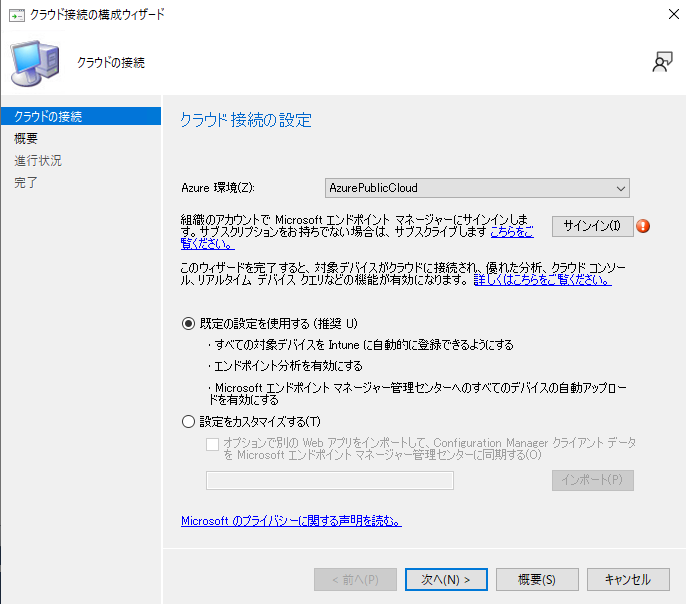 クラウド接続の構成ウィザード
クラウドの接続
クラウドの接続
概要
進行状況
完了
クラウド接続の設定
Azure 環境(Z):
AzurePublicCloud
組織のアカウントで Microsoft エンドポイント マネージャーにサインインしま
す。サブスクリプションをお持ちでない場合は、サブスクライブします こちらをご
覧ください。
サインイン(I)
このウィザードを完了すると、対象デバイスがクラウドに接続され、優れた分析、クラウド コンソー
ル、リアルタイム デバイス クエリなどの機能が有効になります。 詳しくはこちらをご覧ください。
既定の設定を使用する (推奨 U)
・すべての対象デバイスを Intune に自動的に登録できるようにする
・エンドポイント分析を有効にする
・Microsoft エンドポイント マネージャー管理センターへのすべてのデバイスの自動アップロー
ドを有効にする
設定をカスタマイズする(T)
オプションで別の Web アプリをインポートして、Configuration Manager クライアント データ
を Microsoft エンドポイント マネージャー管理センターに同期する(O)
インポート(P)
Microsoft のプライバシーに関する声明を読む。
< 前へ(P)
次へ(N) >
概要(S)
キャンセル